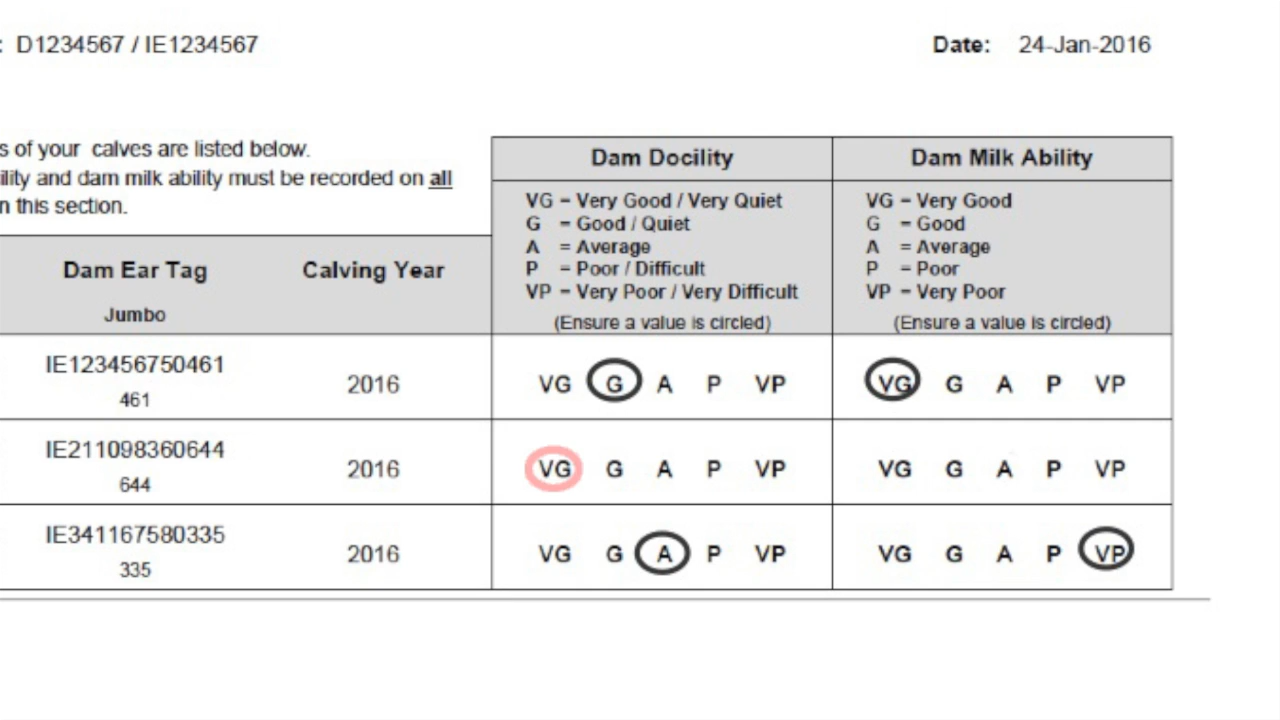 : D1234567 / IE1234567 Date: 24-Jan-2016
s of your calves are listed below.
ility and dam milk ability must be recorded on all
n this section.
Dam Ear Tag Calving Year
Jumbo
Dam Docility Dam Milk Ability
VG = Very Good / Very Quiet VG = Very Good
G = Good / Quiet G = Good
A = Average A = Average
P = Poor / Difficult P = Poor
VP = Very Poor / Very Difficult VP = Very Poor
(Ensure a value is circled) (Ensure a value is circled)
IE123456750461
461 2016 VG G A P VP VG G A P VP
IE211098360644
644 2016 VG G A P VP VG G A P VP
IE341167580335
335 2016 VG G A P VP VG G A P VP